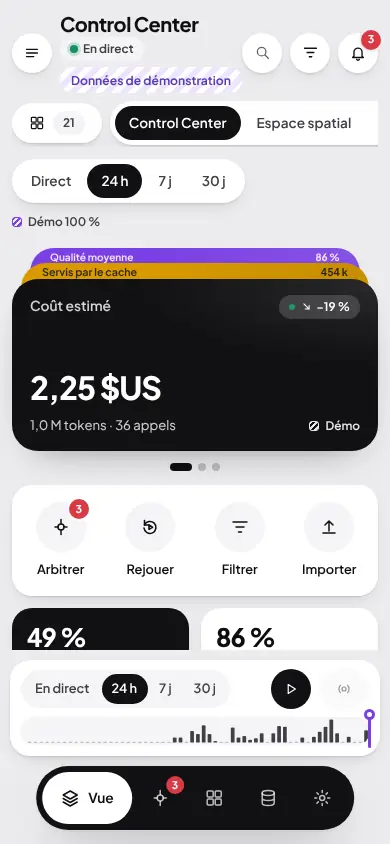 Control Center
En direct
3
Données de démonstration
21
Control Center
Espace spatial
Direct 24 h 7 j 30 j
Démo 100 %
Qualité moyenne 86 %
Servis par le cache 454 k
Coût estimé −19 %
2,25 $US
1,0 M tokens · 36 appels
Démo
3
Arbitrer Rejouer Filtrer Importer
49 % 86 %
En direct 24 h 7 j 30 j
Vue
3